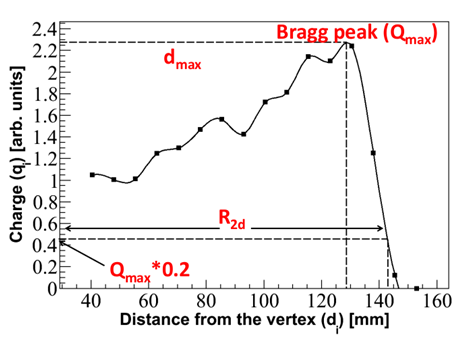 Bragg peak (Qmax)
dmax
R2d
Qmax*0.2
Charge (qi) [arb. units]
2.4
2.2
2
1.8
1.6
1.4
1.2
1
0.8
0.6
0.4
0.2
0
40 60 80 100 120 140 160
Distance from the vertex (di) [mm]